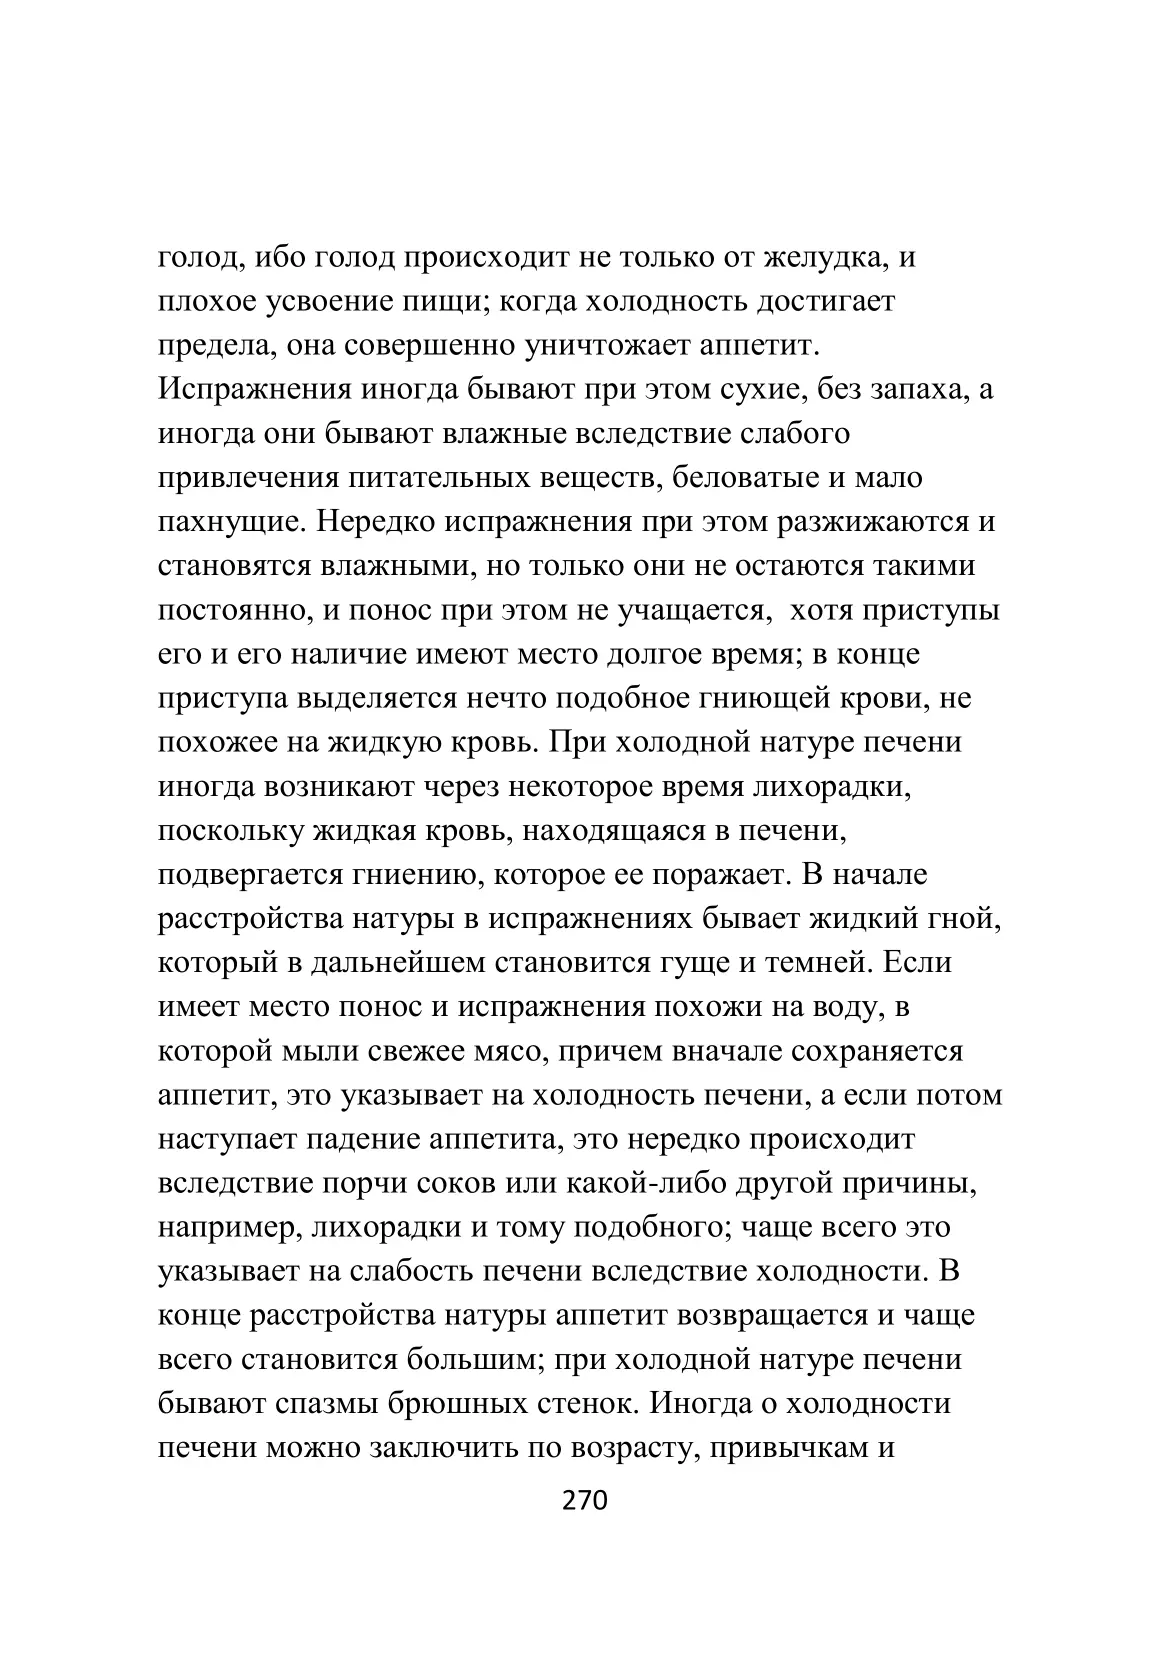 голод, ибо голод происходит не только от желудка, и
плохое усвоение пищи; когда холодность достигает
предела, она совершенно уничтожает аппетит.
Испражнения иногда бывают при этом сухие, без запаха, а
иногда они бывают влажные вследствие слабого
привлечения питательных веществ, беловатые и мало
пахнущие. Нередко испражнения при этом разжижаются и
становятся влажными, но только они не остаются такими
постоянно, и понос при этом не учащается,  хотя приступы
его и его наличие имеют место долгое время; в конце
приступа выделяется нечто подобное гниющей крови, не
похожее на жидкую кровь. При холодной натуре печени
иногда возникают через некоторое время лихорадки,
поскольку жидкая кровь, находящаяся в печени,
подвергается гниению, которое ее поражает. В начале
расстройства натуры в испражнениях бывает жидкий гной,
который в дальнейшем становится гуще и темней. Если
имеет место понос и испражнения похожи на воду, в
которой мыли свежее мясо, причем вначале сохраняется
аппетит, это указывает на холодность печени, а если потом
наступает падение аппетита, это нередко происходит
вследствие порчи соков или какой-либо другой причины,
например, лихорадки и тому подобного; чаще всего это
указывает на слабость печени вследствие холодности. В
конце расстройства натуры аппетит возвращается и чаще
всего становится большим; при холодной натуре печени
бывают спазмы брюшных стенок. Иногда о холодности
печени можно заключить по возрасту, привычкам и
270